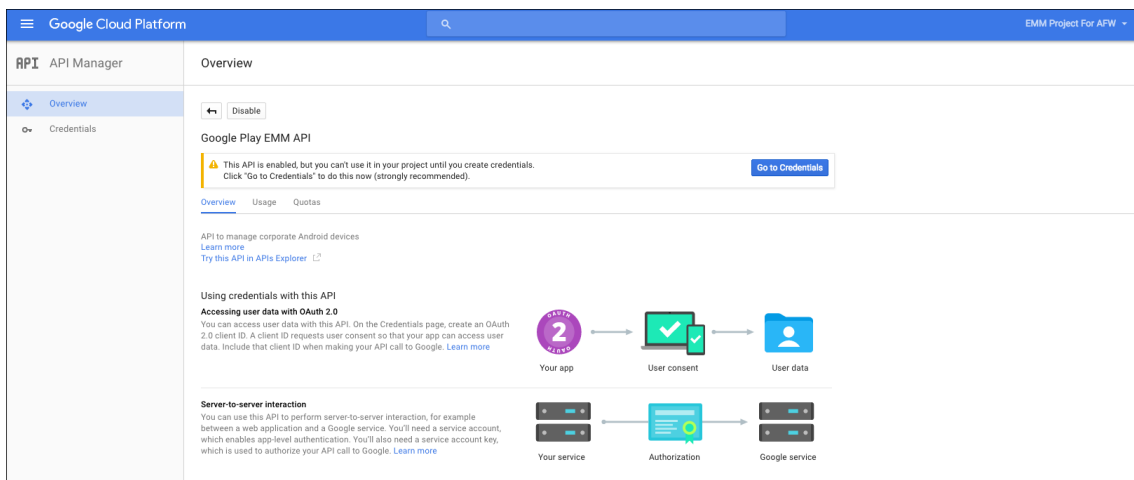 Google Cloud Platform
EMM Project For AFW
API API Manager
Overview
Overview
Credentials
Disable
Google Play EMM API
This API is enabled, but you can't use it in your project until you create credentials.
Click "Go to Credentials" to do this now (strongly recommended).
Go to Credentials
Overview Usage Quotas
API to manage corporate Android devices
Learn more
Try this API in APIs Explorer
Using credentials with this API
Accessing user data with OAuth 2.0
You can access user data with this API. On the Credentials page, create an OAuth
2.0 client ID. A client ID requests user consent so that your app can access user
data. Include that client ID when making your API call to Google. Learn more
OAUTH
2
OAUTH
Your app User consent User data
Server-to-server interaction
You can use this API to perform server-to-server interaction, for example
between a web application and a Google service. You'll need a service account,
which enables app-level authentication. You'll also need a service account key,
which is used to authorize your API call to Google. Learn more
Your service Authorization Google service